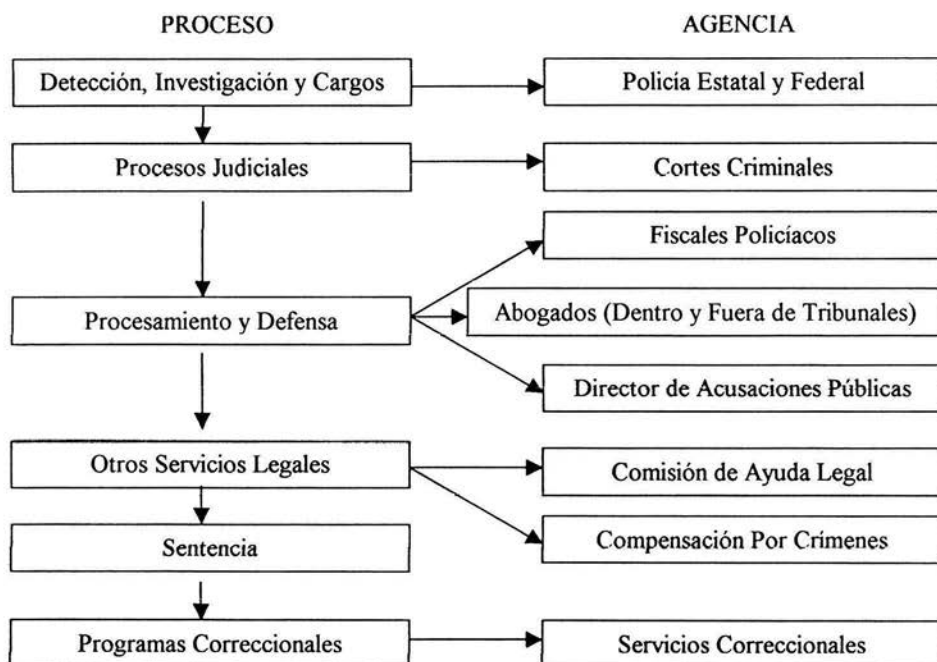 PROCESO
AGENCIA
Detección, Investigación y Cargos
Policía Estatal y Federal
Procesos Judiciales
Cortes Criminales
Fiscales Policíacos
Procesamiento y Defensa
Abogados (Dentro y Fuera de Tribunales)
Director de Acusaciones Públicas
Otros Servicios Legales
Comisión de Ayuda Legal
Compensación Por Crímenes
Sentencia
Programas Correccionales
Servicios Correccionales